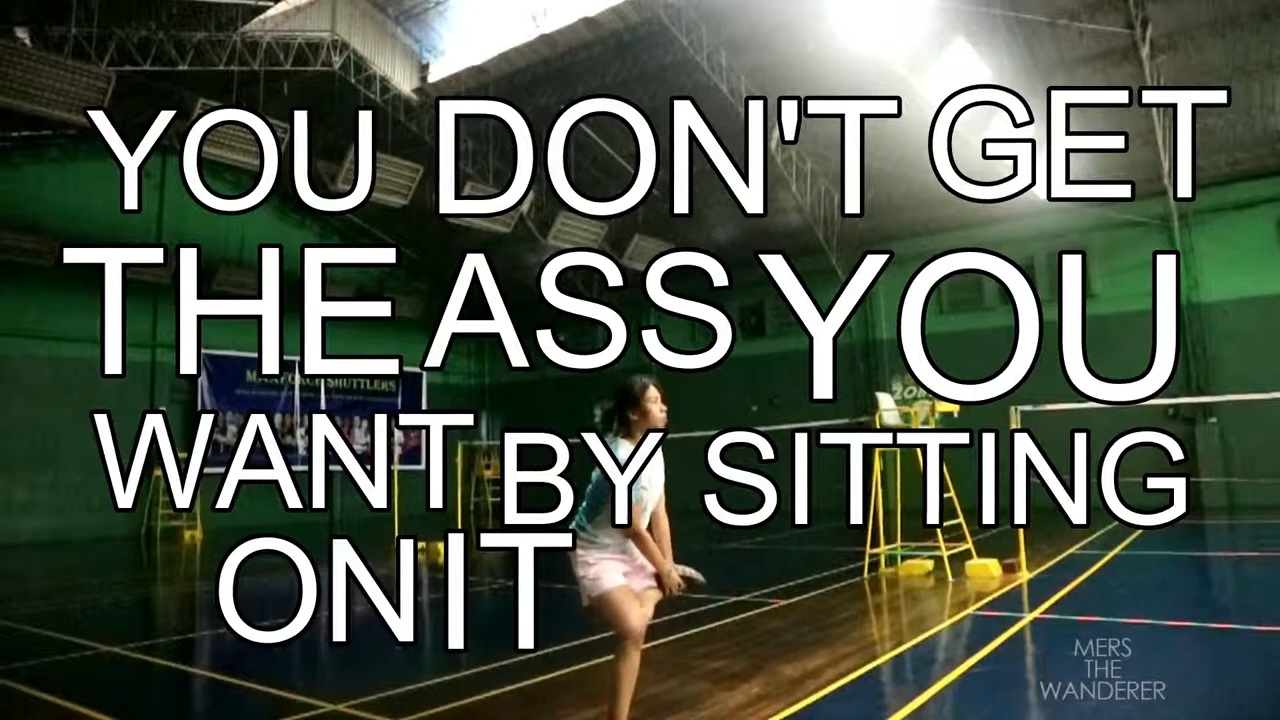 YOU DON'T GET
THE ASS YOU
WANT BY SITTING
ON IT
MERS
THE
WANDERER